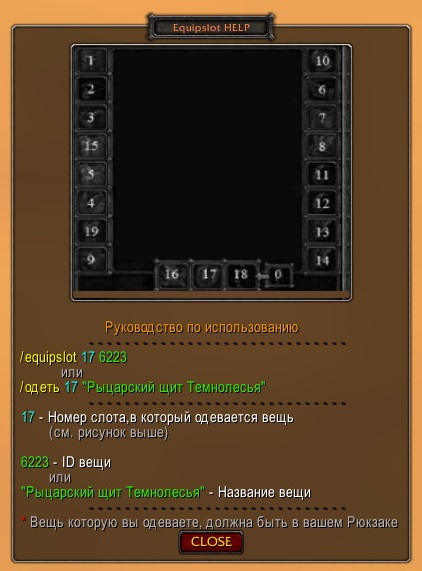 Equipslot HELP
1 10
2 6
3 7
15 8
5 11
4 12
19 13
9 14
16 17 18 0
Руководство по использованию
/equipslot 17 6223
или
/одеть 17 "Рыцарский щит Темнолесья"
17 - Номер слота,в который одевается вещь
(см. рисунок выше)
6223 - ID вещи
или
"Рыцарский щит Темнолесья" - Название вещи
* Вещь которую вы одеваете, должна быть в вашем Рюкзаке
CLOSE